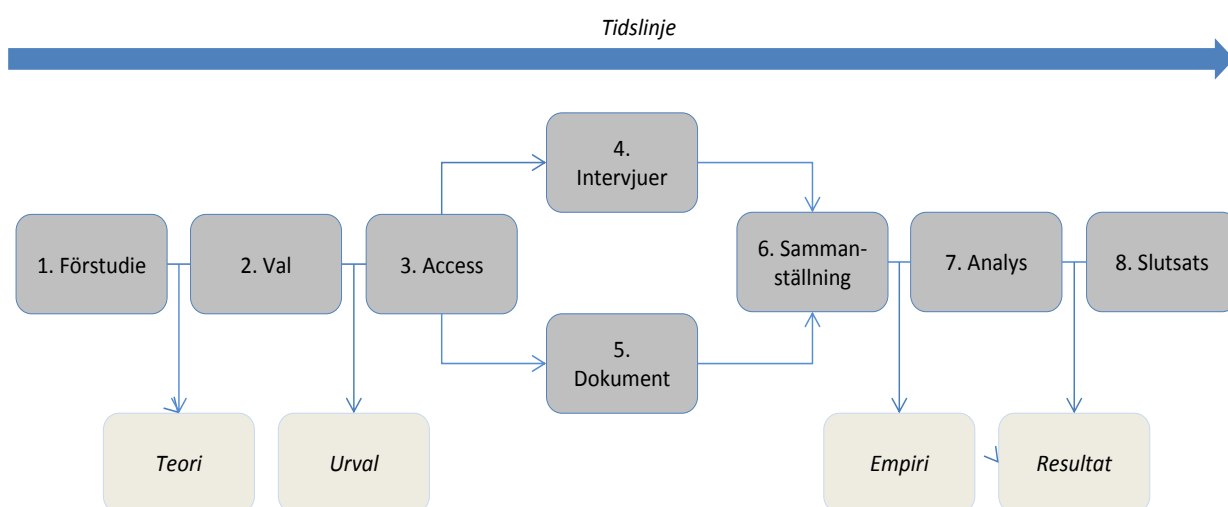 Tidslinje
4.
Intervjuer
1. Förstudie
2. Val
3. Access
6. Samman-
ställning
7. Analys
8. Slutsats
5.
Dokument
Teori
Urval
Empiri
Resultat